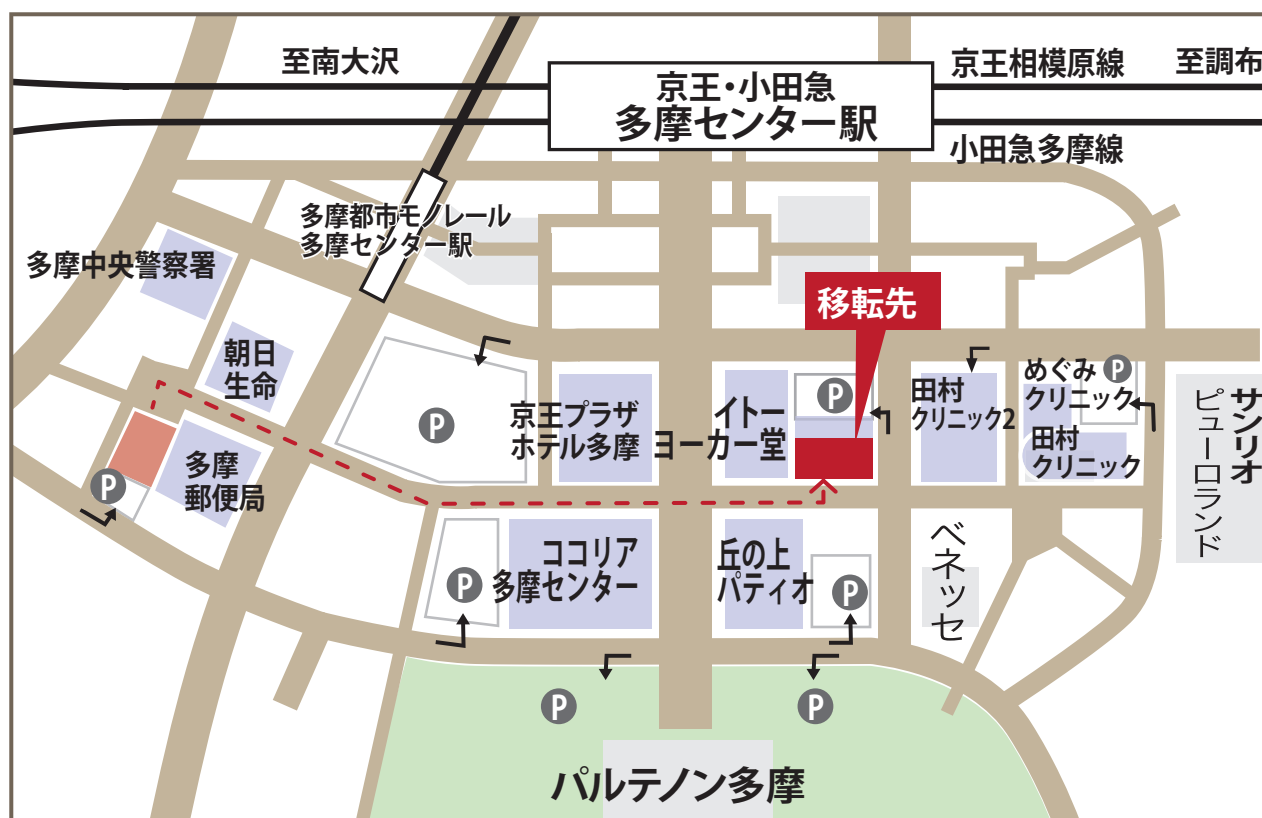 至南大沢
京王・小田急
多摩センター駅
京王相模原線
至調布
小田急多摩線
多摩都市モノレール
多摩センター駅
多摩中央警察署
移転先
朝日
生命
P
京王プラザ
ホテル多摩
イトー
ヨーカー堂
P
田村
クリニック2
めぐみ
クリニック
P
田村
クリニック
サンリオ
ピューロランド
多摩
郵便局
P
ココリア
多摩センター
P
丘の上
パティオ
P
ベネッセ
P
P
パルテノン多摩